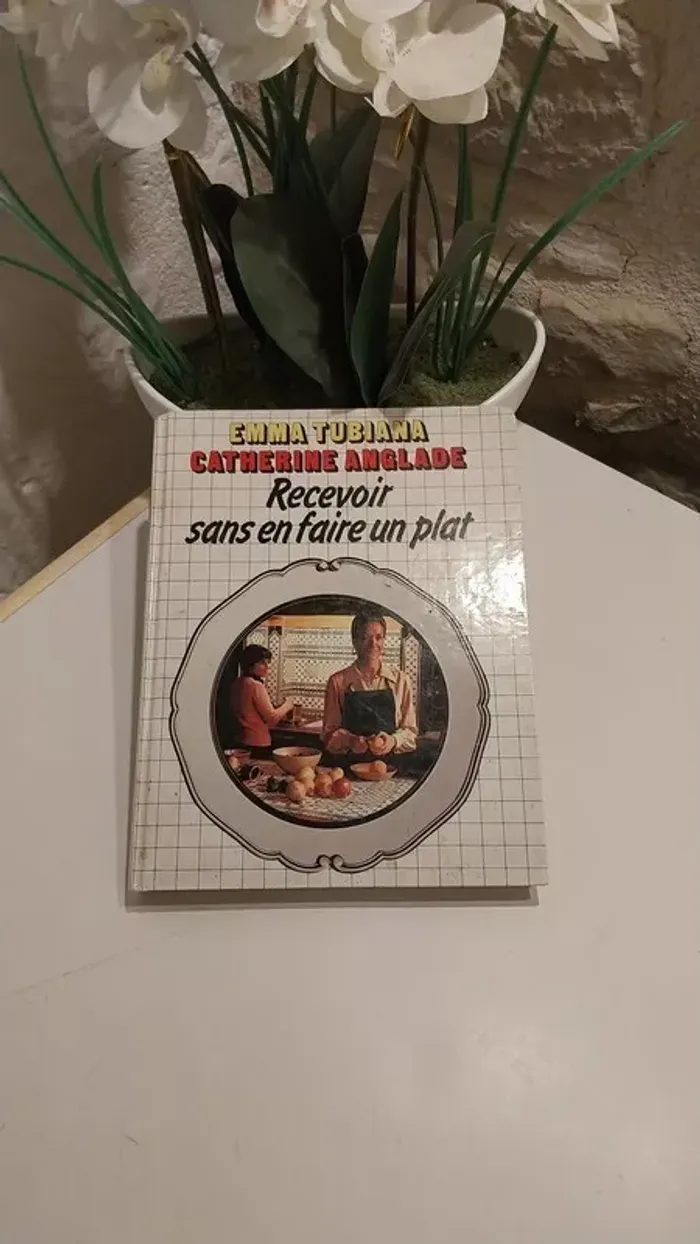 EMMA TUBIANA
CATHERINE ANGLADE
Recevoir
sans en faire un plat